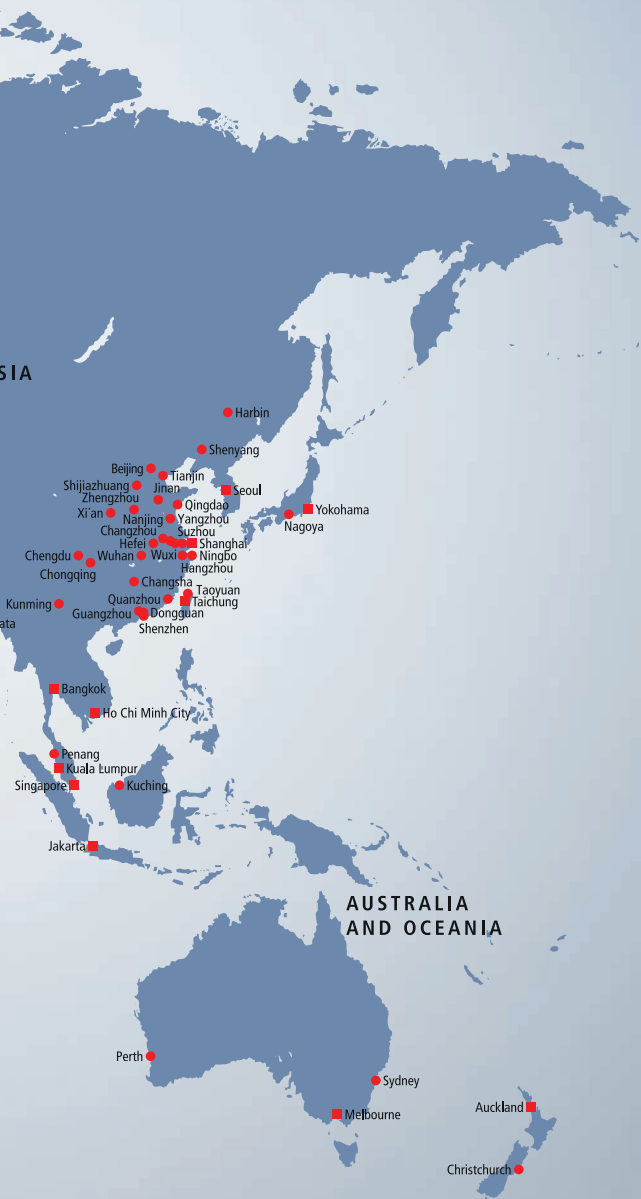 SIA
Harbin
Shenyang
Beijing
Tianjin
Shijiazhuang
Jinan
Seoul
Zhengzhou
Qingdao
Yokohama
Xi'an
Nanjing
Yangzhou
Nagoya
Changzhou
Suzhou
Hefei
Shanghai
Chengdu
Wuhan
Wuxi
Ningbo
Hangzhou
Chongqing
Changsha
Taoyuan
Quanzhou
Taichung
Kunming
Guangzhou
Dongguan
ata
Shenzhen
Bangkok
Ho Chi Minh City
Penang
Kuala Lumpur
Singapore
Kuching
Jakarta
AUSTRALIA
AND OCEANIA
Perth
Sydney
Auckland
Melbourne
Christchurch